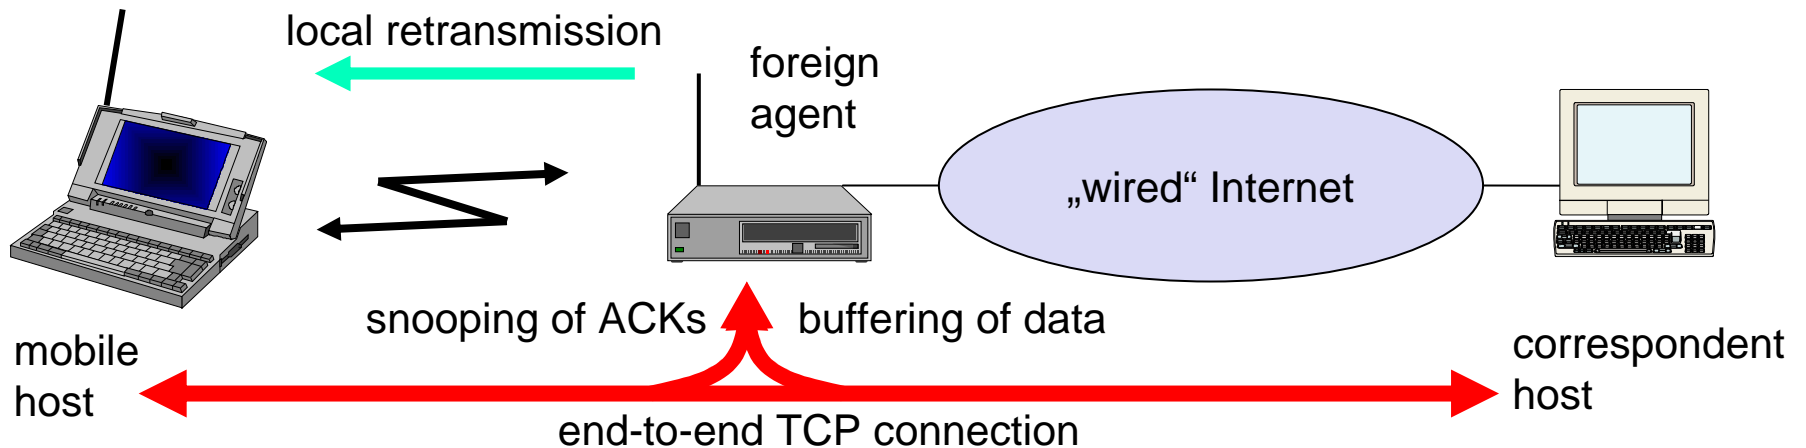 local retransmission
foreign
agent
„wired“ Internet
snooping of ACKs
buffering of data
mobile
host
correspondent
host
end-to-end TCP connection